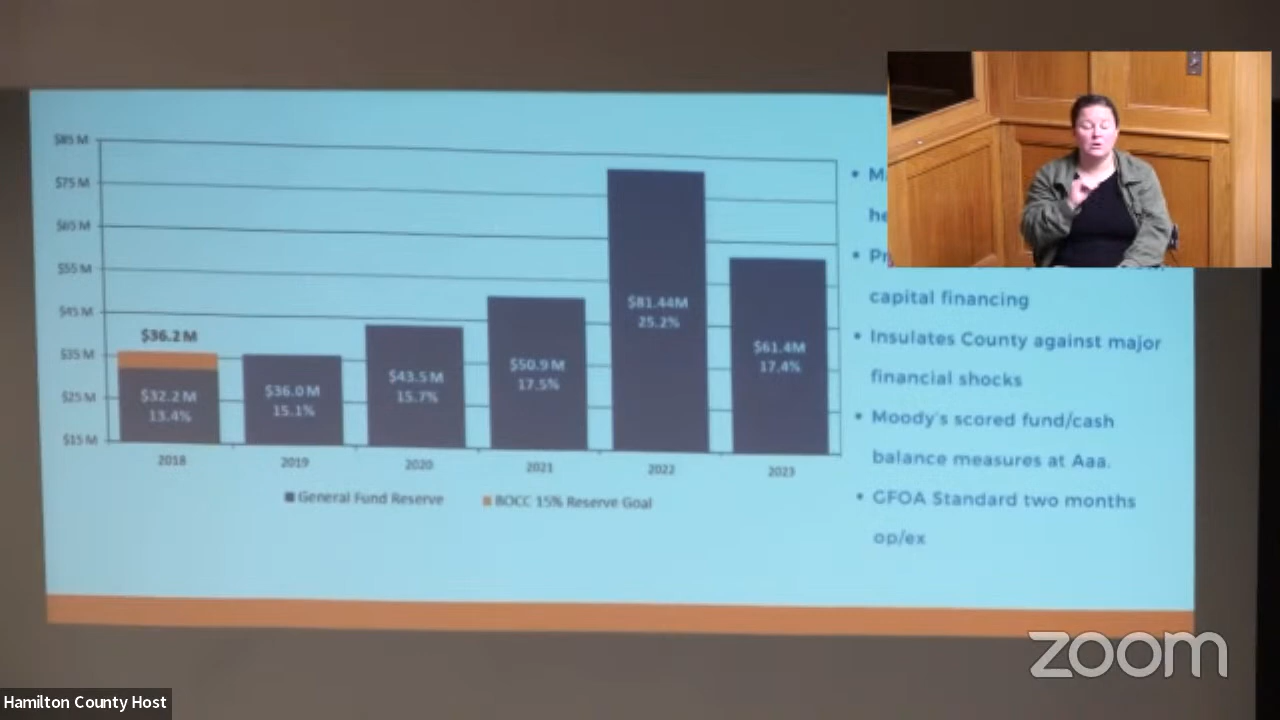 $85 M
$75 M
$65 M
$55 M
$45 M
$35 M
$25 M
$15 M
$36.2 M
$32.2 M
13.4%
$36.0 M
15.1%
$43.5 M
15.7%
$50.9 M
17.5%
$81.44M
25.2%
$61.4M
17.4%
2018
2019
2020
2021
2022
2023
General Fund Reserve
BOCC 15% Reserve Goal
capital financing
• Insulates County against major
financial shocks
• Moody's scored fund/cash
balance measures at Aaa.
• GFOA Standard two months
op/ex
zoom
Hamilton County Host